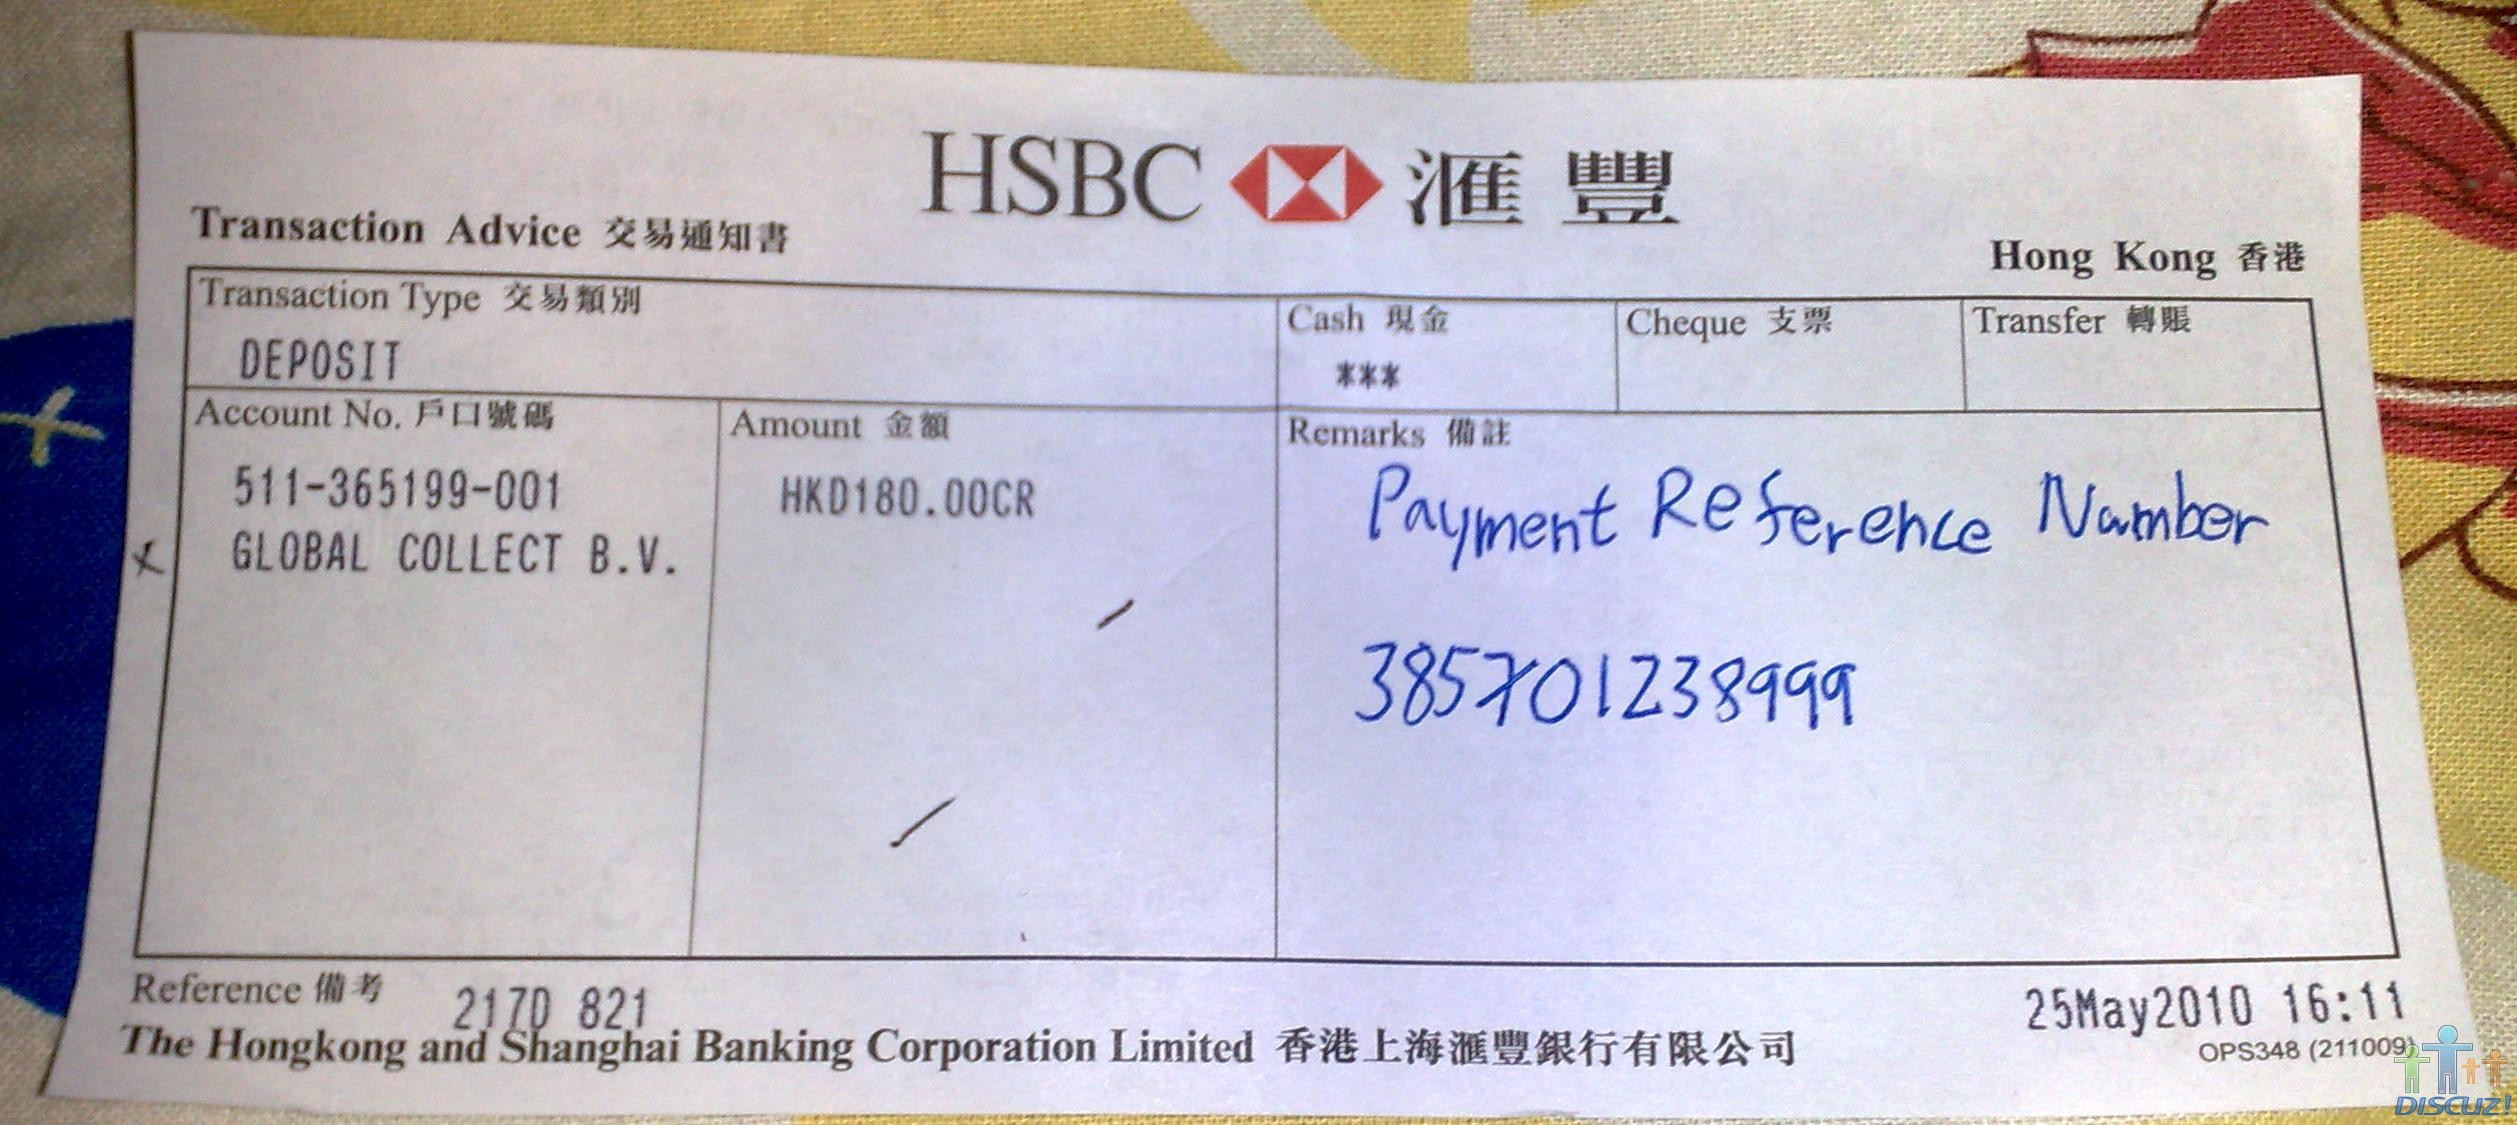 HSBC 滙豐
Transaction Advice 交易通知書
Hong Kong 香港
Transaction Type 交易類別
DEPOSIT
Cash 現金
***
Cheque 支票
Transfer 轉賬
Account No. 戶口號碼
511-365199-001
GLOBAL COLLECT B.V.
x
Amount 金額
HKD180.00CR
Remarks 備註
Payment Reference Number
385701238999
Reference 備考
217D 821
25May2010 16:11
The Hongkong and Shanghai Banking Corporation Limited 香港上海滙豐銀行有限公司
OPS348 (211009)
DISCUZ!